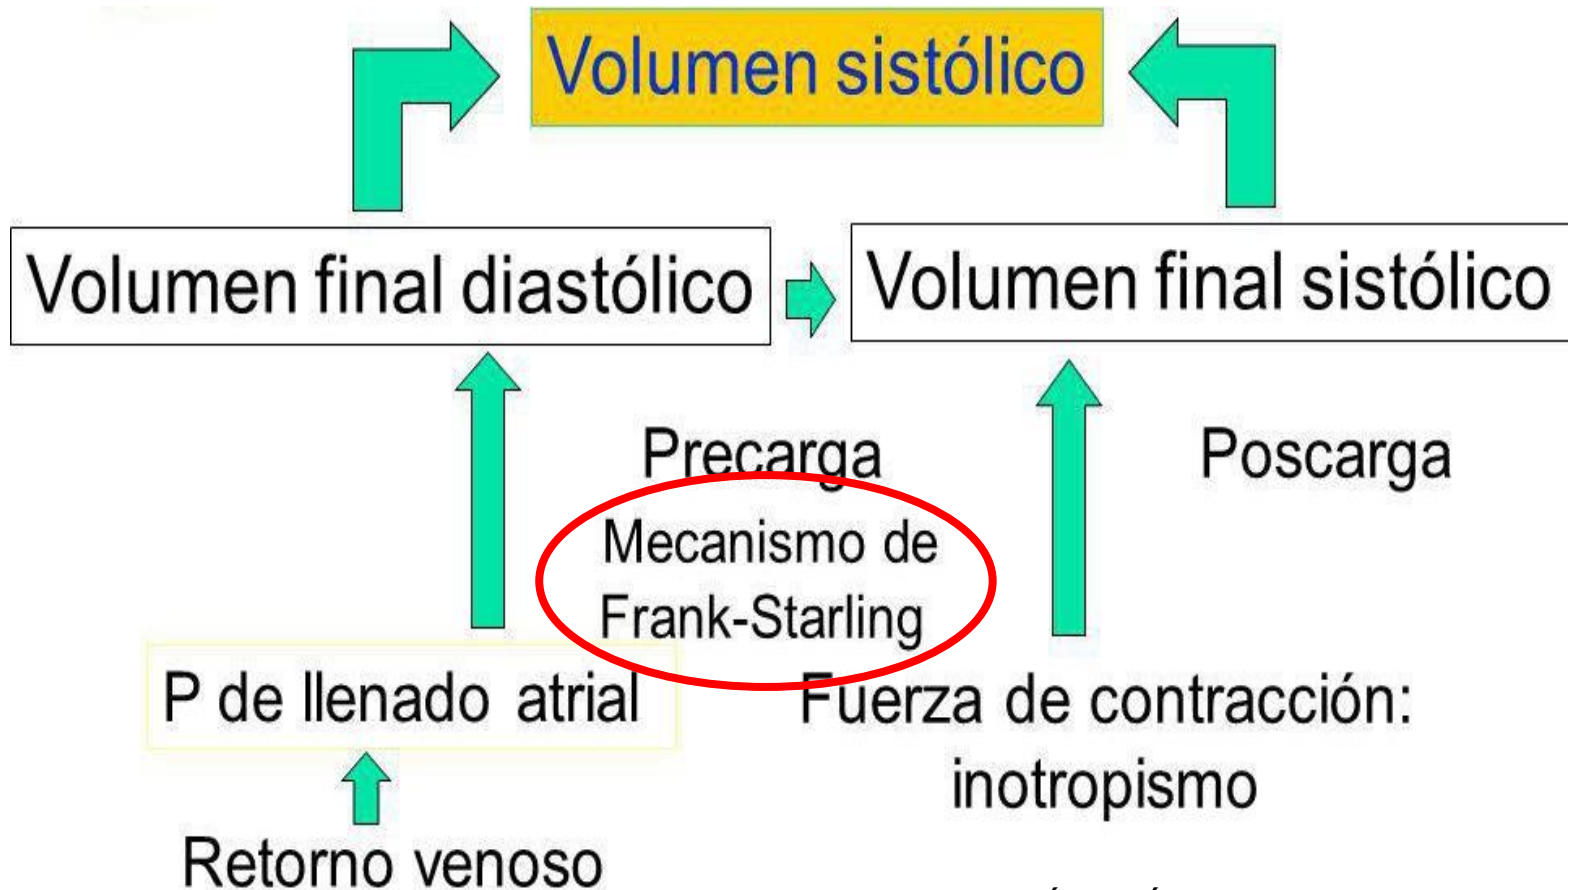 Volumen sistólico
Volumen final diastólico
Volumen final sistólico
Precarga
Poscarga
Mecanismo de
Frank-Starling
P de llenado atrial
Fuerza de contracción:
inotropismo
Retorno venoso